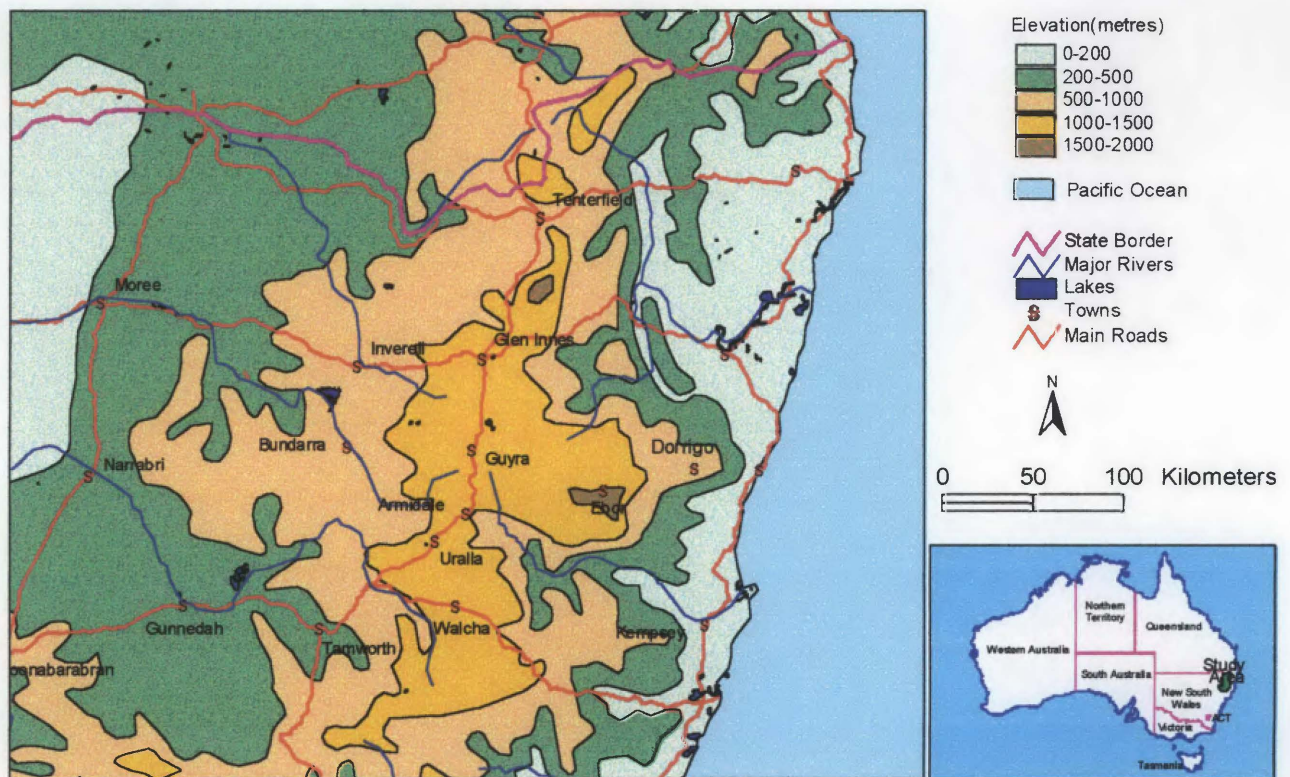 Tenterfield
Moree
Glen Innes
Inverell
Bundarra
Guyra
Dorrigo
Narrabri
Armidale
Ebor
Uralla
Gunnedah
Walcha
Kempsey
Tamworth
oonabarabran
Elevation(metres)
0-200
200-500
500-1000
1000-1500
1500-2000
Pacific Ocean
State Border
Major Rivers
Lakes
Towns
Main Roads
N
0 50 100 Kilometers
Northern
Territory
Queensland
Western Australia
South Australia
Study
Area
New South
Wales
ACT
Victoria
Tasmania